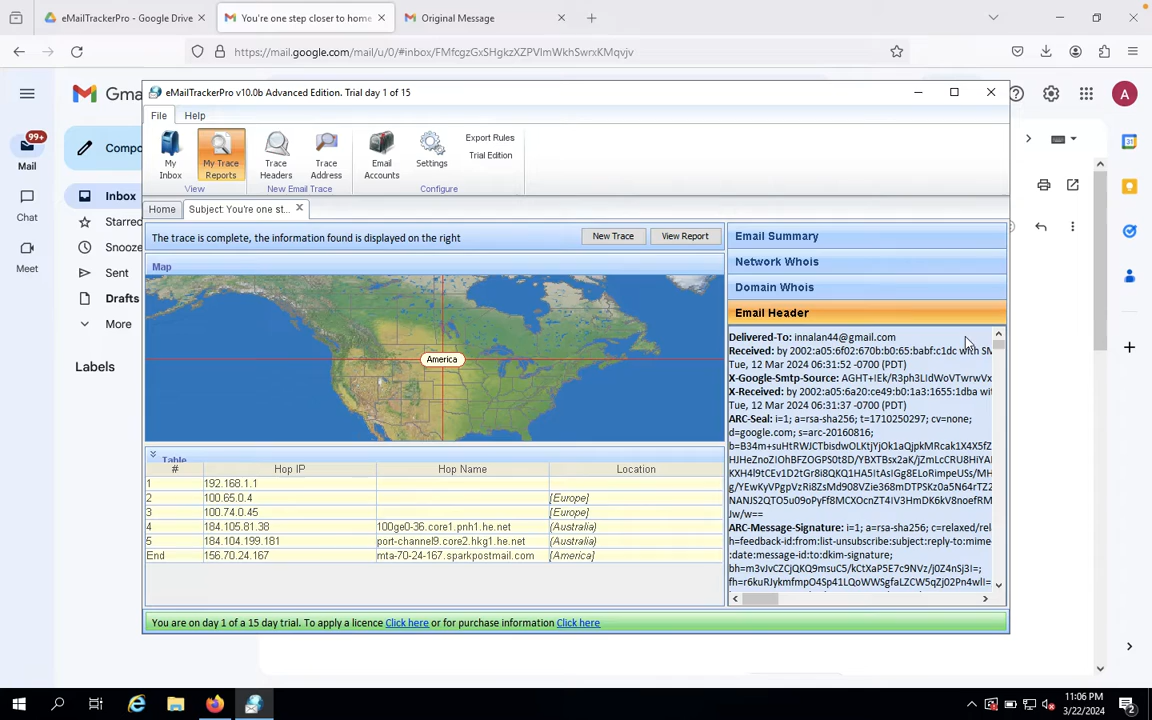 eMailTrackerPro – Google Drive
You're one step closer to home
Original Message
https://mail.google.com/mail/u/0/#inbox/FMfcgzGxSHgkzXZPVlmWkhSwrxKMqvjv
99+
Mail
Chat
Meet
Compo
Inbox
Starred
Snooze
Sent
Drafts
More
Labels
A
eMailTrackerPro v10.0b Advanced Edition. Trial day 1 of 15
File
Help
My Inbox
My Trace Reports
Trace Headers
Trace Address
Email Accounts
Settings
Export Rules
Trial Edition
View
New Email Trace
Configure
Home
Subject: You're one st...
The trace is complete, the information found is displayed on the right
New Trace
View Report
Map
America
Table
# Hop IP Hop Name Location
1 192.168.1.1
2 100.65.0.4 [Europe]
3 100.74.0.45 [Europe]
4 184.105.81.38 100ge0-36.core1.pnh1.he.net (Australia)
5 184.104.199.181 port-channel9.core2.hkg1.he.net (Australia)
End 156.70.24.167 mta-70-24-167.sparkpostmail.com [America]
Email Summary
Network Whois
Domain Whois
Email Header
Delivered-To: innalan44@gmail.com
Received: by 2002:a05:6f02:670b:b0:65:babf:c1dc with SM
Tue, 12 Mar 2024 06:31:52 -0700 (PDT)
X-Google-Smtp-Source: AGHT+IEk/R3ph3LIdWoVTwrwVx
X-Received: by 2002:a05:6a20:ce49:b0:1a3:1655:1dba wit
Tue, 12 Mar 2024 06:31:37 -0700 (PDT)
ARC-Seal: i=1; a=rsa-sha256; t=1710250297; cv=none;
d=google.com; s=arc-20160816;
ARC-Message-Signature: i=1; a=rsa-sha256; c=relaxed/rel
h=feedback-id:from:list-unsubscribe:subject:reply-to:mime
:date:message-id:to:dkim-signature;
You are on day 1 of a 15 day trial. To apply a licence Click here or for purchase information Click here
11:06 PM
3/22/2024
2